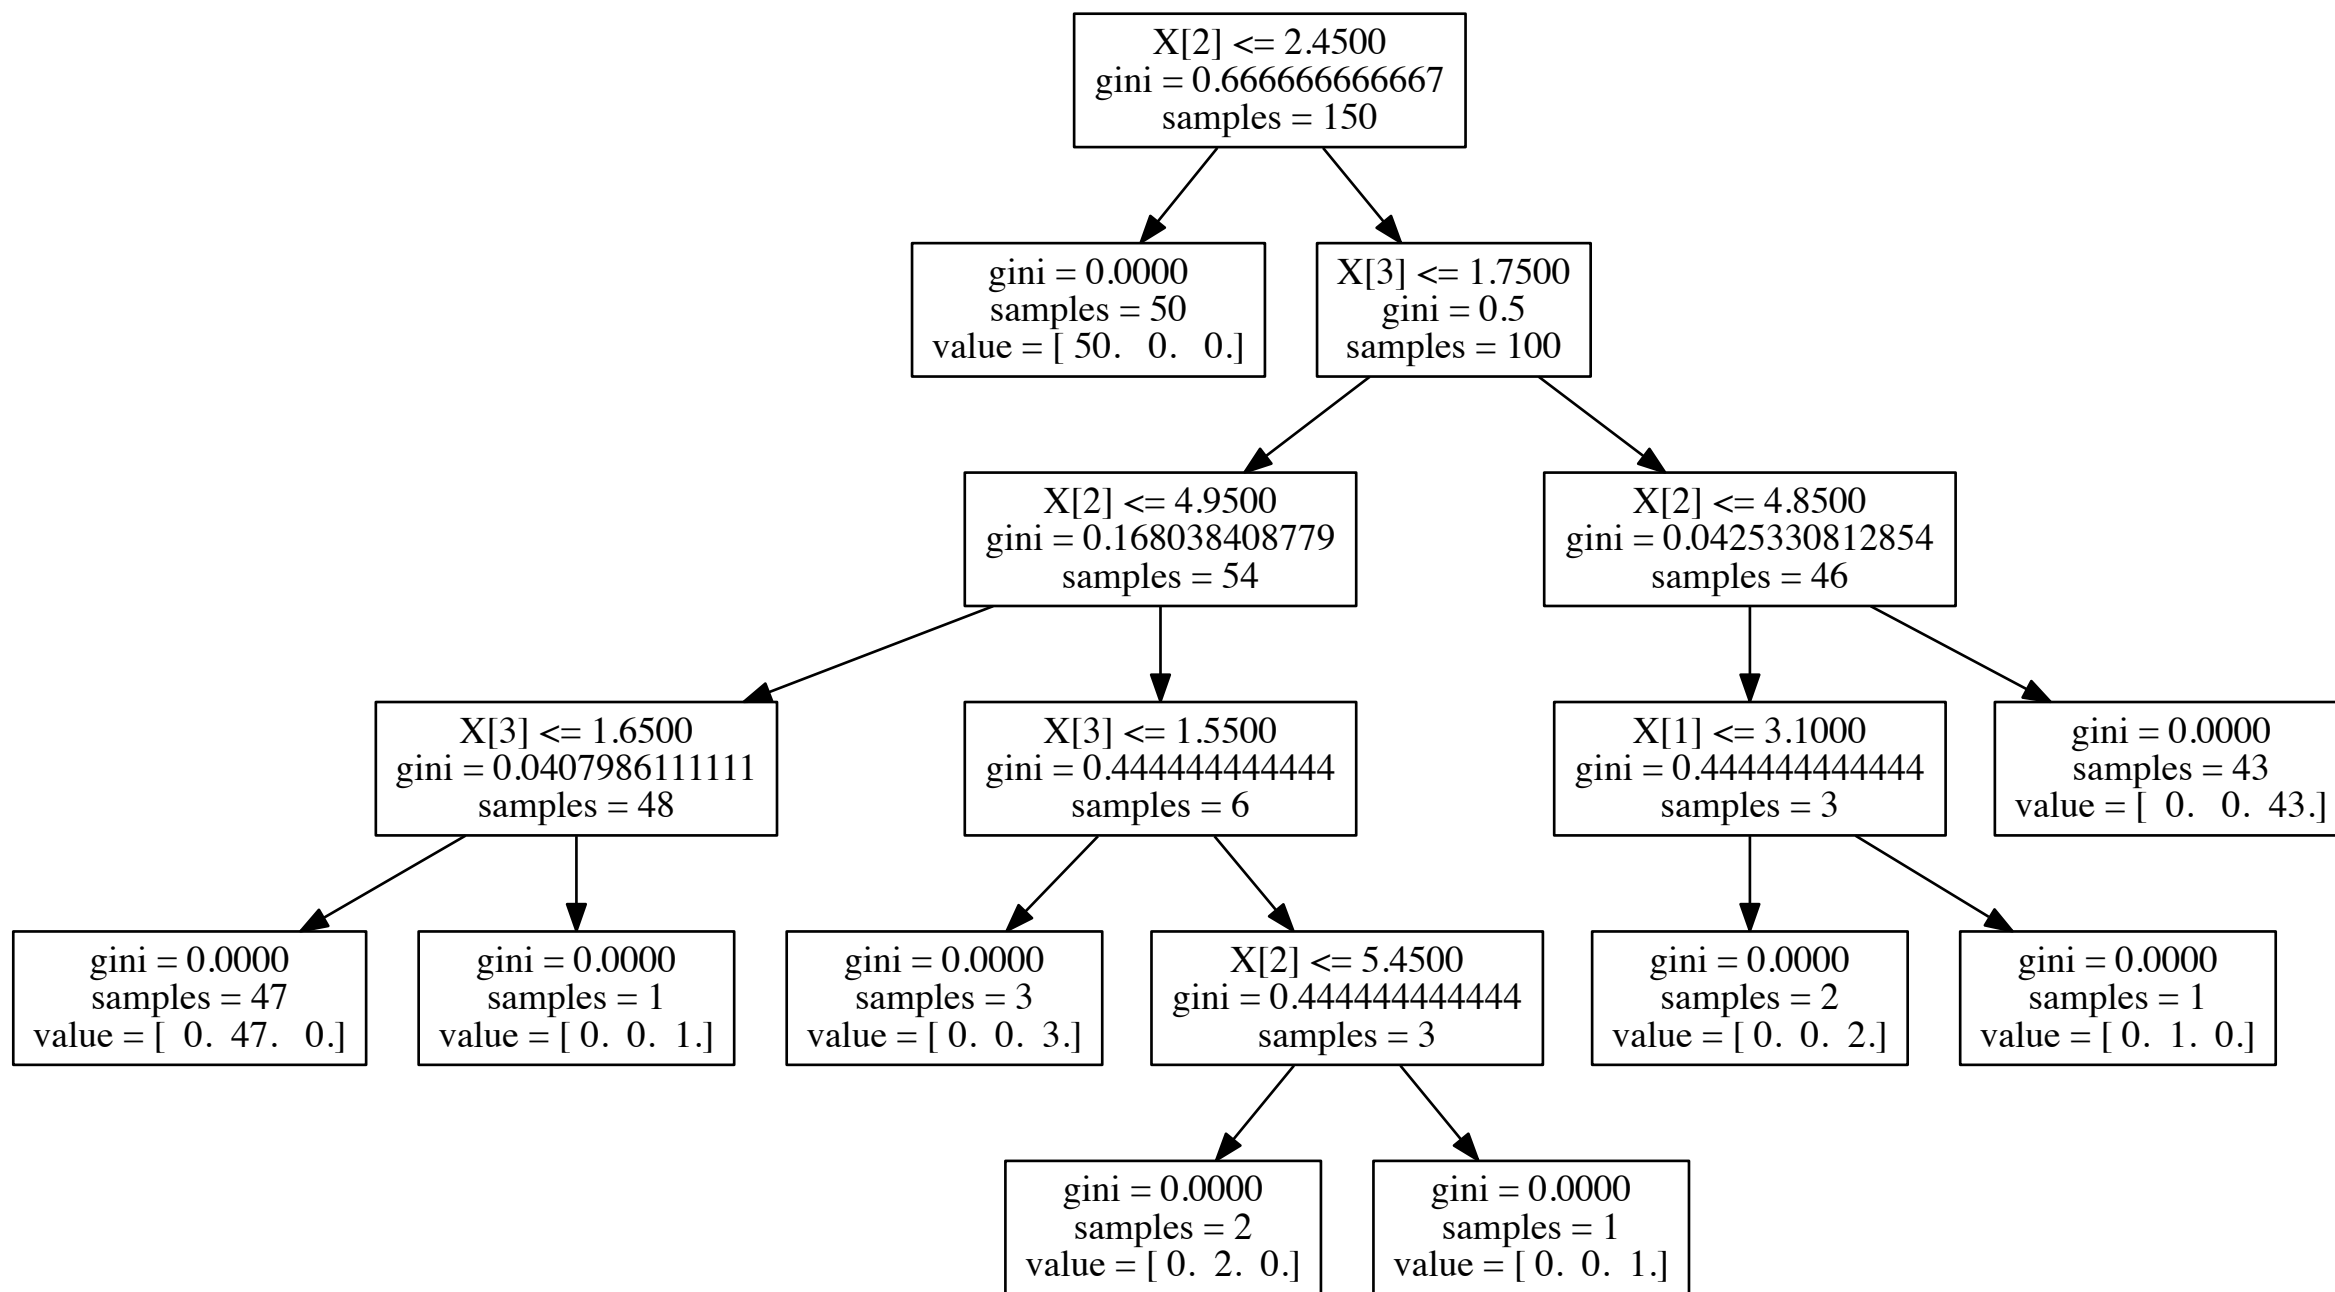 X[2] <= 2.4500
gini = 0.666666666667
samples = 150
gini = 0.0000
samples = 50
value = [ 50.   0.   0.]
X[3] <= 1.7500
gini = 0.5
samples = 100
X[2] <= 4.9500
gini = 0.168038408779
samples = 54
X[2] <= 4.8500
gini = 0.0425330812854
samples = 46
X[3] <= 1.6500
gini = 0.0407986111111
samples = 48
X[3] <= 1.5500
gini = 0.444444444444
samples = 6
X[1] <= 3.1000
gini = 0.444444444444
samples = 3
gini = 0.0000
samples = 43
value = [  0.   0.  43.]
gini = 0.0000
samples = 47
value = [  0.  47.   0.]
gini = 0.0000
samples = 1
value = [ 0.  0.  1.]
gini = 0.0000
samples = 3
value = [ 0.  0.  3.]
X[2] <= 5.4500
gini = 0.444444444444
samples = 3
gini = 0.0000
samples = 2
value = [ 0.  0.  2.]
gini = 0.0000
samples = 1
value = [ 0.  1.  0.]
gini = 0.0000
samples = 2
value = [ 0.  2.  0.]
gini = 0.0000
samples = 1
value = [ 0.  0.  1.]